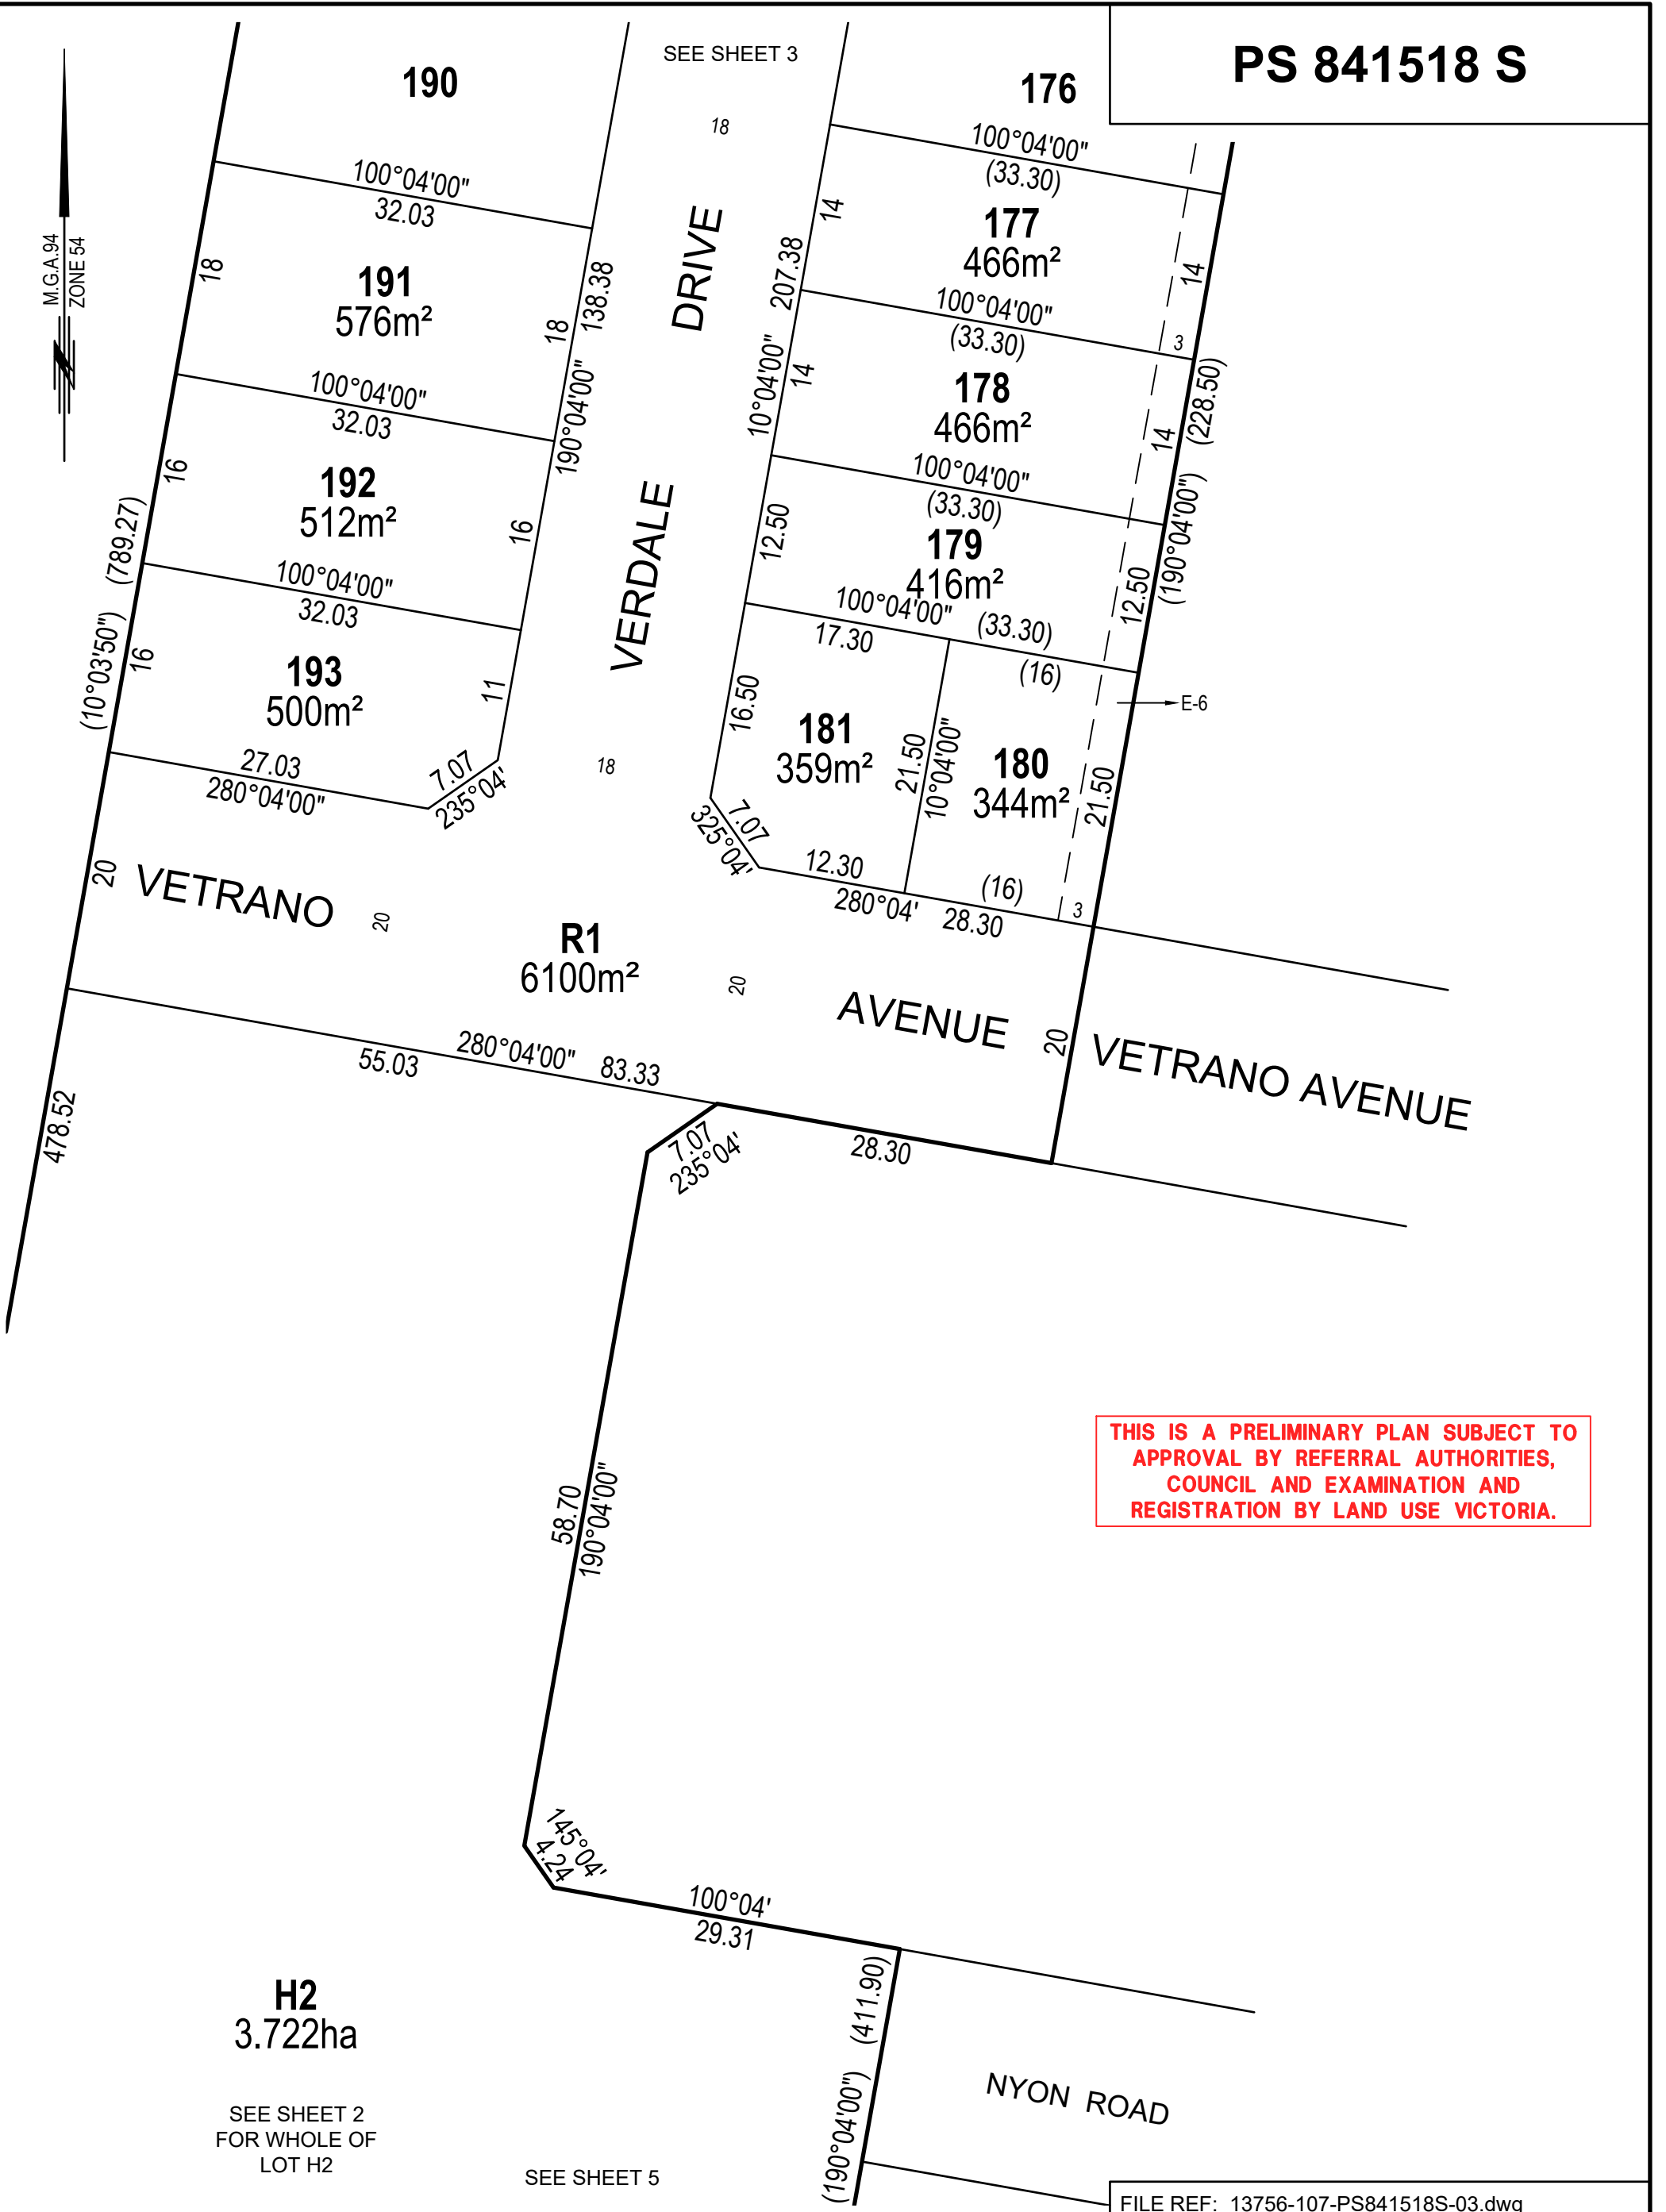 PS 841518 S
SEE SHEET 3
M.G.A.94
ZONE 54
190
176
18
100°04'00"
(33.30)
100°04'00"
32.03
14
177
466m²
14
18
191
576m²
18
138.38
190°04'00"
DRIVE
VERDALE
207.38
10°04'00"
100°04'00"
(33.30)
3
14
178
466m²
14
(228.50)
(190°04'00")
100°04'00"
32.03
16
192
512m²
16
(789.27)
(10°03'50")
100°04'00"
(33.30)
12.50
179
416m²
12.50
100°04'00"
32.03
16
193
500m²
11
100°04'00"
(33.30)
17.30
(16)
E-6
16.50
181
359m²
21.50
10°04'00"
180
344m²
21.50
27.03
280°04'00"
7.07
235°04'
18
7.07
325°04'
12.30
280°04'
(16)
28.30
3
20
VETRANO
20
R1
6100m²
20
AVENUE
20
VETRANO AVENUE
280°04'00"
55.03
83.33
478.52
7.07
235°04'
28.30
THIS IS A PRELIMINARY PLAN SUBJECT TO
APPROVAL BY REFERRAL AUTHORITIES,
COUNCIL AND EXAMINATION AND
REGISTRATION BY LAND USE VICTORIA.
58.70
190°04'00"
145°04'
4.24
100°04'
29.31
(411.90)
(190°04'00")
H2
3.722ha
NYON ROAD
SEE SHEET 2
FOR WHOLE OF
LOT H2
SEE SHEET 5
FILE REF: 13756-107-PS841518S-03.dwg